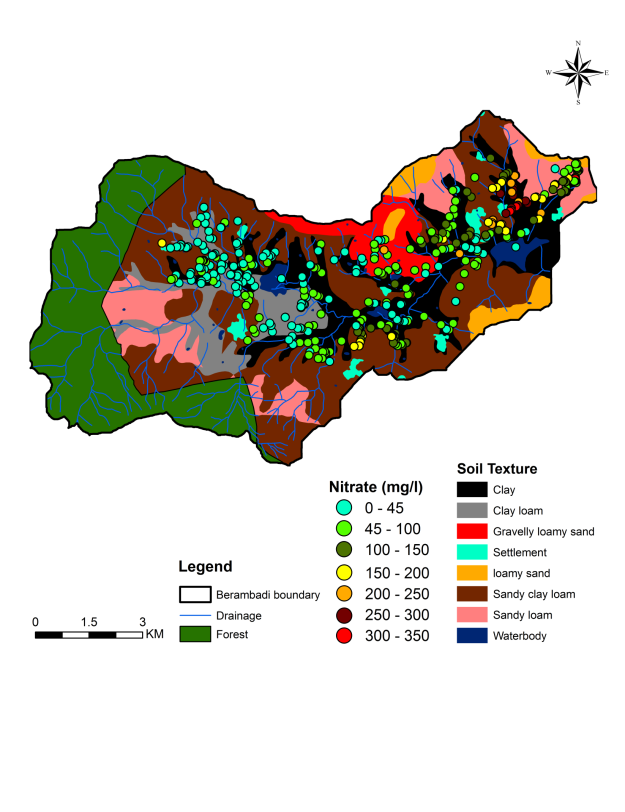 N
W
E
S
Nitrate (mg/l)
0 - 45
45 - 100
100 - 150
150 - 200
200 - 250
250 - 300
300 - 350
Soil Texture
Clay
Clay loam
Gravelly loamy sand
Settlement
loamy sand
Sandy clay loam
Sandy loam
Waterbody
Legend
Berambadi boundary
Drainage
Forest
0 1.5 3
KM